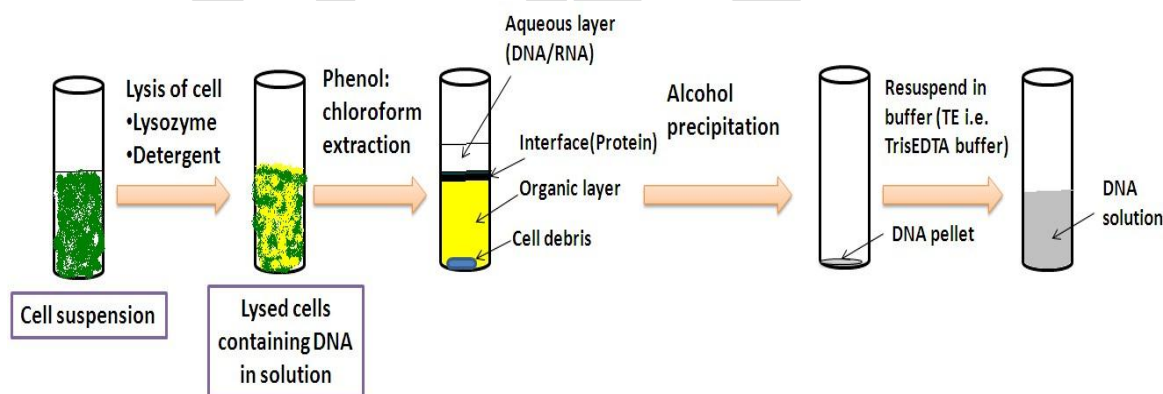 Lysis of cell
•Lysozyme
•Detergent
Cell suspension
Lysed cells
containing DNA
in solution
Phenol:
chloroform
extraction
Aqueous layer
(DNA/RNA)
Interface(Protein)
Organic layer
Cell debris
Alcohol
precipitation
DNA pellet
Resuspend in
buffer (TE i.e.
TrisEDTA buffer)
DNA
solution